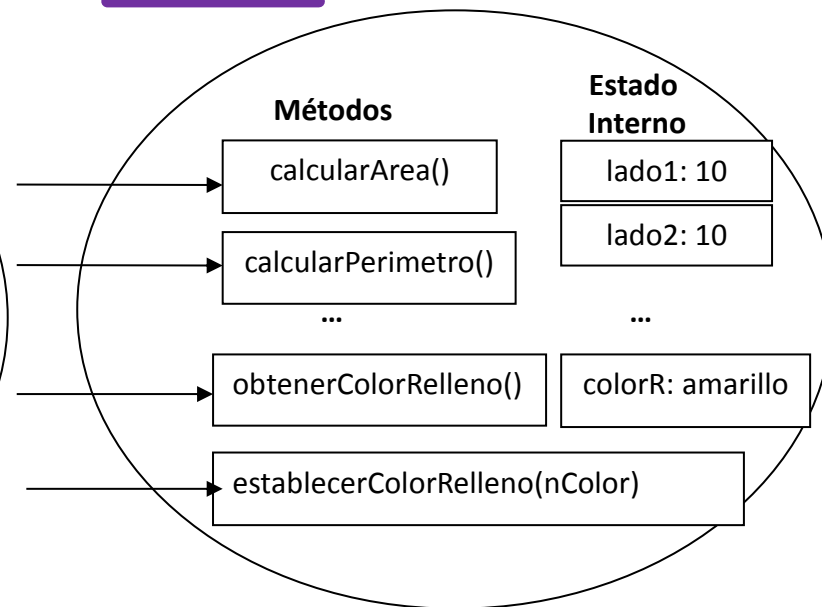 Métodos
Estado
Interno
calcularArea()
lado1: 10
lado2: 10
calcularPerimetro()
...
...
obtenerColorRelleno()
colorR: amarillo
establecerColorRelleno(nColor)